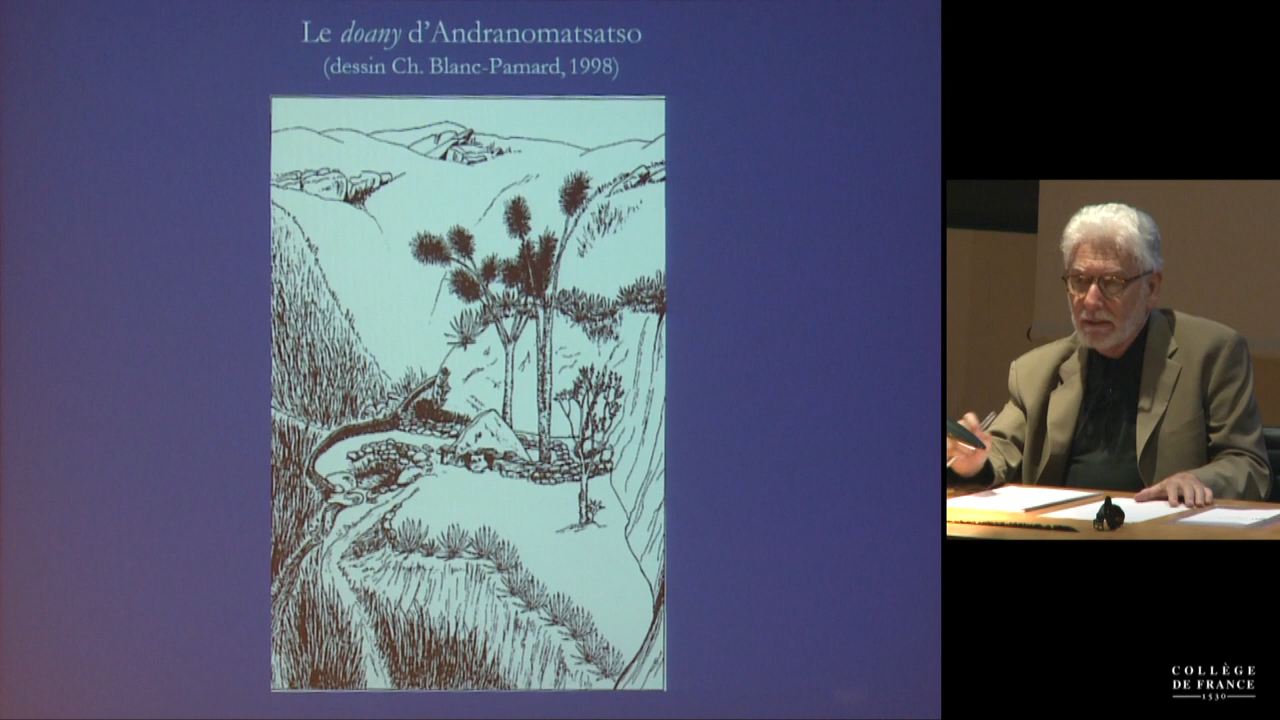 Le doany d'Andranomatsatso
(dessin Ch. Blanc-Pamard, 1998)
COLLÈGE
DE FRANCE
1530